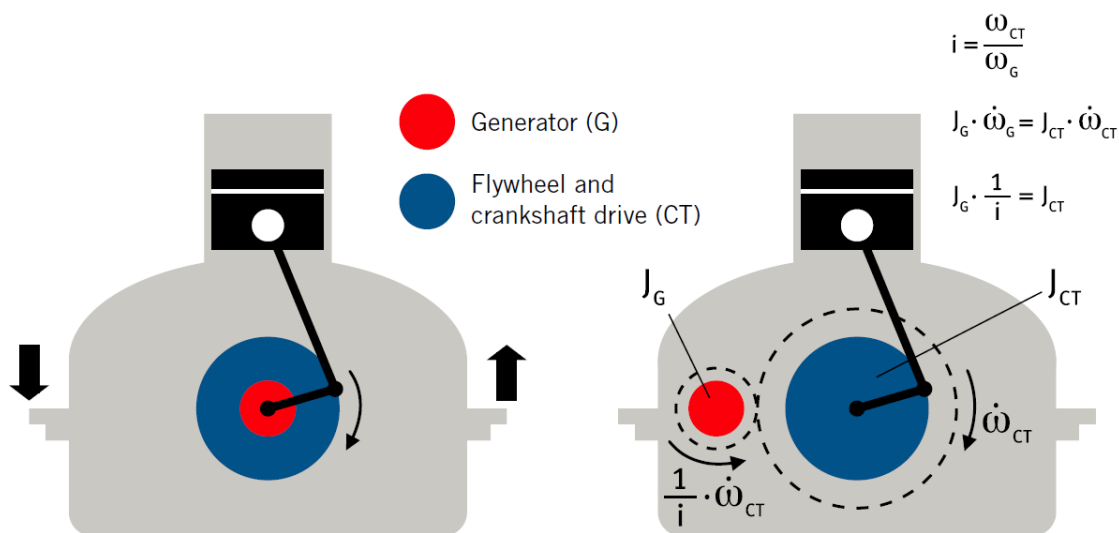 i = ω_CT / ω_G
Generator (G)
J_G · ω̇_G = J_CT · ω̇_CT
Flywheel and
crankshaft drive (CT)
J_G · 1/i = J_CT
J_G
J_CT
ω̇_CT
1/i · ω̇_CT